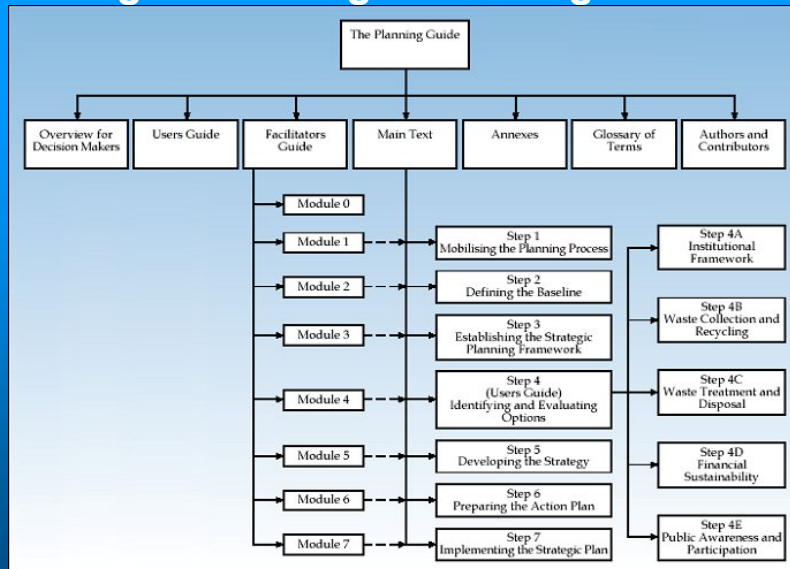 The Planning Guide
Overview for
Decision Makers
Users Guide
Facilitators
Guide
Main Text
Annexes
Glossary of
Terms
Authors and
Contributors
Module 0
Module 1
Step 1
Mobilising the Planning Process
Module 2
Step 2
Defining the Baseline
Module 3
Step 3
Establishing the Strategic
Planning Framework
Module 4
Step 4
(Users Guide)
Identifying and Evaluating
Options
Module 5
Step 5
Developing the Strategy
Module 6
Step 6
Preparing the Action Plan
Module 7
Step 7
Implementing the Strategic Plan
Step 4A
Institutional
Framework
Step 4B
Waste Collection and
Recycling
Step 4C
Waste Treatment and
Disposal
Step 4D
Financial
Sustainability
Step 4E
Public Awareness and
Participation